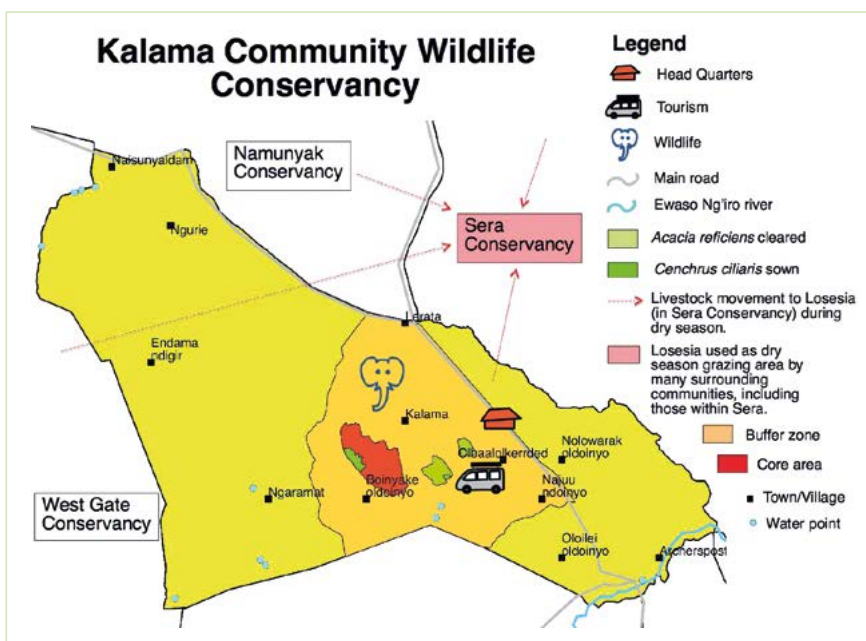 Kalama Community Wildlife
Conservancy
Naisunyaidam
Ngurie
Namunyak
Conservancy
Sera
Conservancy
Lerata
Endama
ndigir
Kalama
Nolowarak
oldoinyo
Ngaramat
Boinyake
oldoinyo
Najuu
ndoinyo
West Gate
Conservancy
Oloilei
oldoinyo
Archerspost
Legend
Head Quarters
Tourism
Wildlife
Main road
Ewaso Ng'iro river
Acacia reficiens cleared
Cenchrus ciliaris sown
Livestock movement to Losesia
(in Sera Conservancy) during
dry season.
Losesia used as dry
season grazing area by
many surrounding
communities, including
those within Sera.
Buffer zone
Core area
Town/Village
Water point